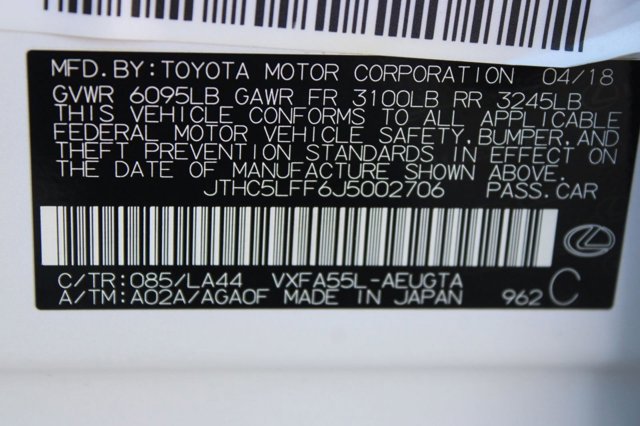 MFD.BY:TOYOTA MOTOR CORPORATION 04/18
GVWR 6095LB GAWR FR 3100LB RR 3245LB
THIS VEHICLE CONFORMS TO ALL APPLICABLE
FEDERAL MOTOR VEHICLE SAFETY,BUMPER,AND
THEFT PREVENTION STANDARDS IN EFFECT ON
THE DATE OF MANUFACTURE SHOWN ABOVE.
JTHC5LFF6J5002706 PASS.CAR
C/TR:085/LA44 VXFA55L-AEUGTA
A/TM:A02A/AGA0F MADE IN JAPAN 962 C